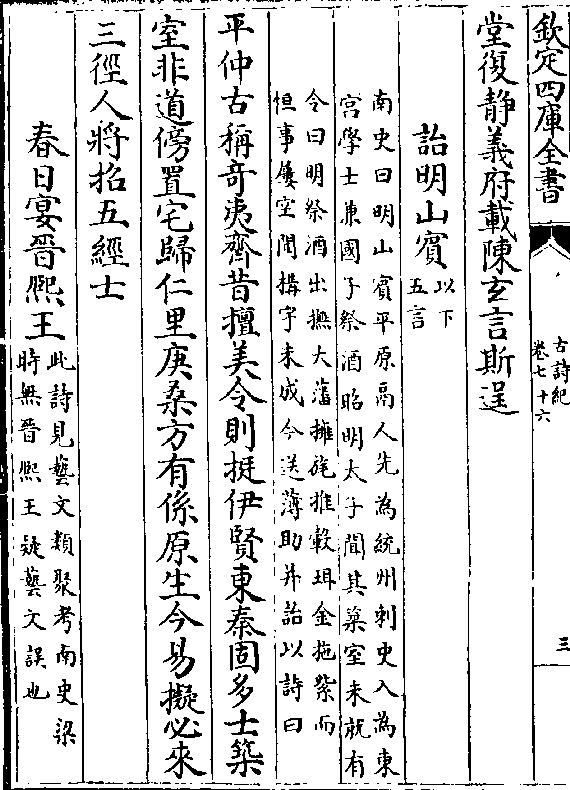 欽定四庫全書
古詩紀
卷七十六
三
堂復静義府載陳玄言斯逞
詒明山賓
以下
五言
南史曰明山賓平原鬲人先為統州刺史入為東
宮學士兼國子祭酒昭明太子聞其築室未就有
令曰明祭酒出撫大藩擁旄推轂珥金拖紫而
恒事屢空聞搆宇未成今送薄助并詒以詩曰
平仲古稱奇夷齊昔擅美令則挺伊賢東秦固多士築
室非道傍置宅歸仁里庚桑方有係原生今易擬必來
三徑人將招五經士
春日宴晉熙王
此詩見藝文類聚考南史梁
時無晉熙王疑藝文誤也